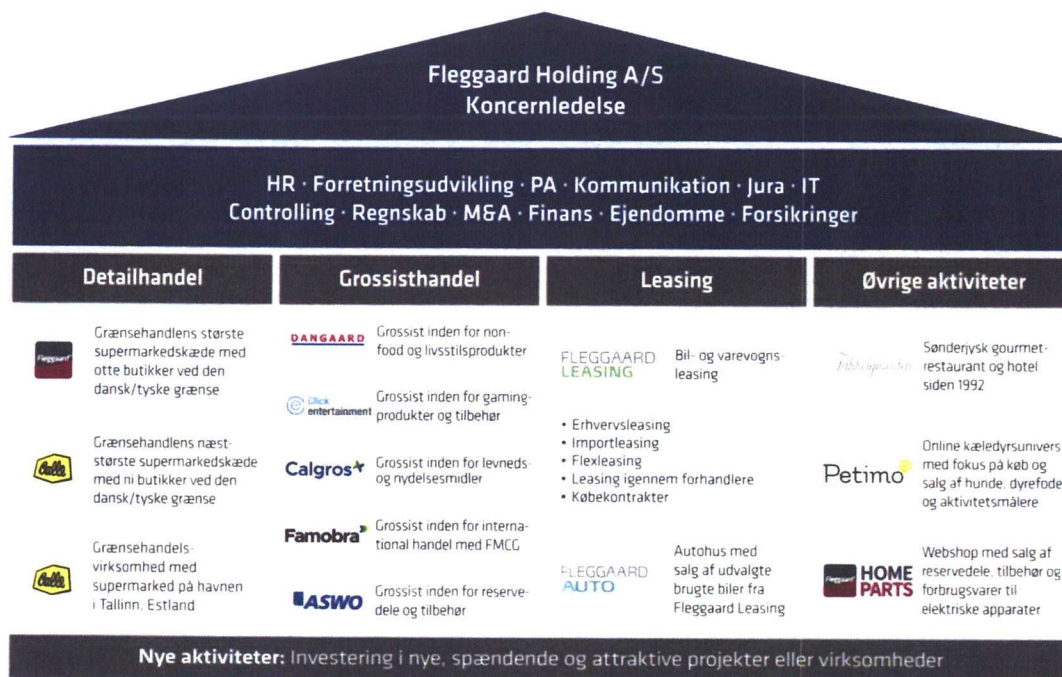 Fleggaard Holding A/S
Koncernledelse
HR · Forretningsudvikling · PA · Kommunikation · Jura · IT
Controlling · Regnskab · M&A · Finans · Ejendomme · Forsikringer
Detailhandel
Fleggaard
Grænsehandlens største
supermarkedskæde med
otte butikker ved den
dansk/tyske grænse
Calle
Grænsehandlens næst-
største supermarkedskæde
med ni butikker ved den
dansk/tyske grænse
Calle
Grænsehandels-
virksomhed med
supermarked på havnen
i Tallinn, Estland
Grossisthandel
DANGAARD
Grossist inden for non-
food og livsstilsprodukter
Click
entertainment
Grossist inden for gaming-
produkter og tilbehør
Calgros
Grossist inden for levneds-
og nydelsesmidler
Famobra
Grossist inden for interna-
tional handel med FMCG
ASWO
Grossist inden for reserve-
dele og tilbehør
Leasing
FLEGGAARD
LEASING
Bil- og varevogns-
leasing
• Erhvervsleasing
• Importleasing
• Flexleasing
• Leasing igennem forhandlere
• Købekontrakter
FLEGGAARD
AUTO
Autohus med
salg af udvalgte
brugte biler fra
Fleggaard Leasing
Øvrige aktiviteter
Sønderjysk gourmet-
restaurant og hotel
siden 1992
Petimo
Online kæledyrsunivers
med fokus på køb og
salg af hunde, dyrefoder
og aktivitetsmålere
Fleggaard
HOME
PARTS
Webshop med salg af
reservedele, tilbehør og
forbrugsvarer til
elektriske apparater
Nye aktiviteter: Investering i nye, spændende og attraktive projekter eller virksomheder